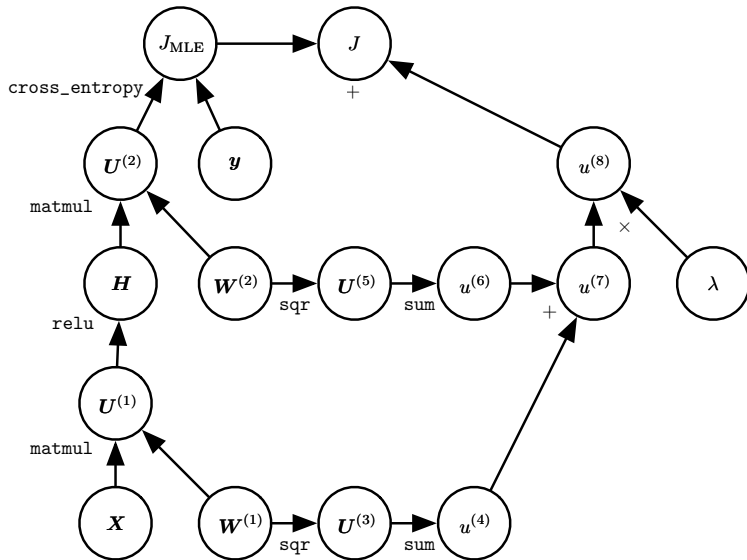 J_MLE J
cross_entropy +
U^(2) y u^(8)
matmul ×
H W^(2) U^(5) u^(6) u^(7) λ
relu sqr sum +
U^(1)
matmul
X W^(1) U^(3) u^(4)
sqr sum